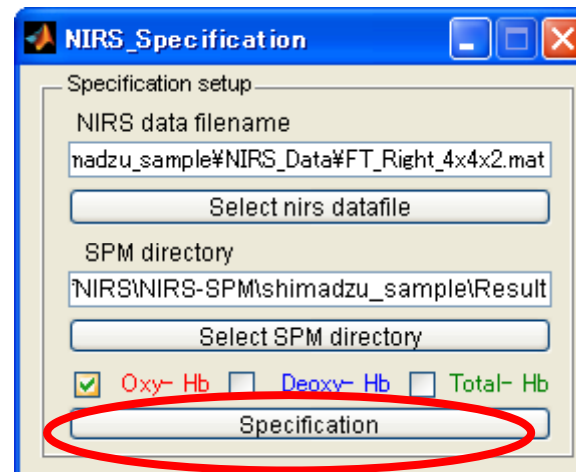 NIRS_Specification
Specification setup
NIRS data filename
madzu_sample¥NIRS_Data¥FT_Right_4x4x2.mat
Select nirs datafile
SPM directory
NIRS\NIRS-SPM\shimadzu_sample\Result
Select SPM directory
Oxy- Hb Deoxy- Hb Total- Hb
Specification